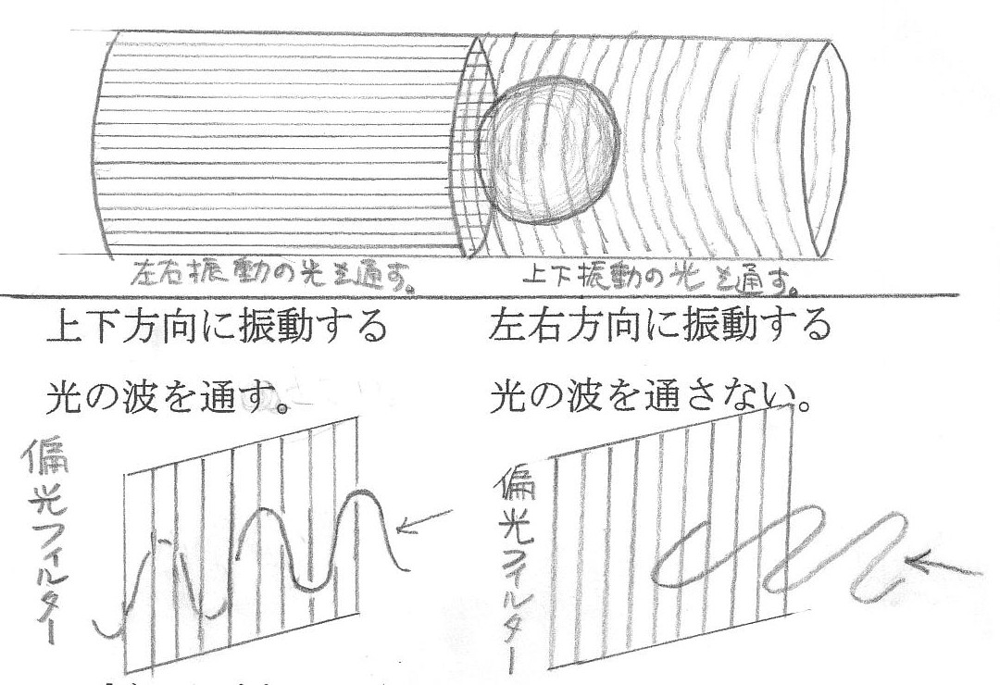 左右振動の光を通す。
上下振動の光を通す。
上下方向に振動する
光の波を通す。
左右方向に振動する
光の波を通さない。
偏光フィルター
偏光フィルター